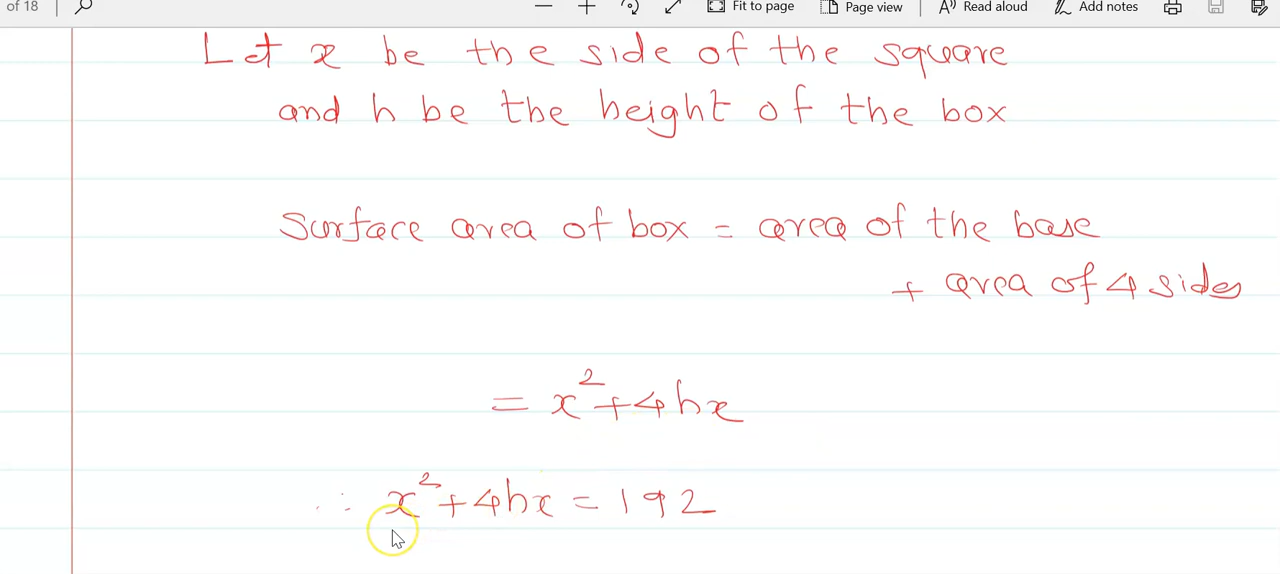 of 18 Fit to page Page view Read aloud Add notes
Let x be the side of the square
and h be the height of the box
surface area of box = area of the base
+ area of 4 sides
= x² + 4hx
∴ x² + 4hx = 192